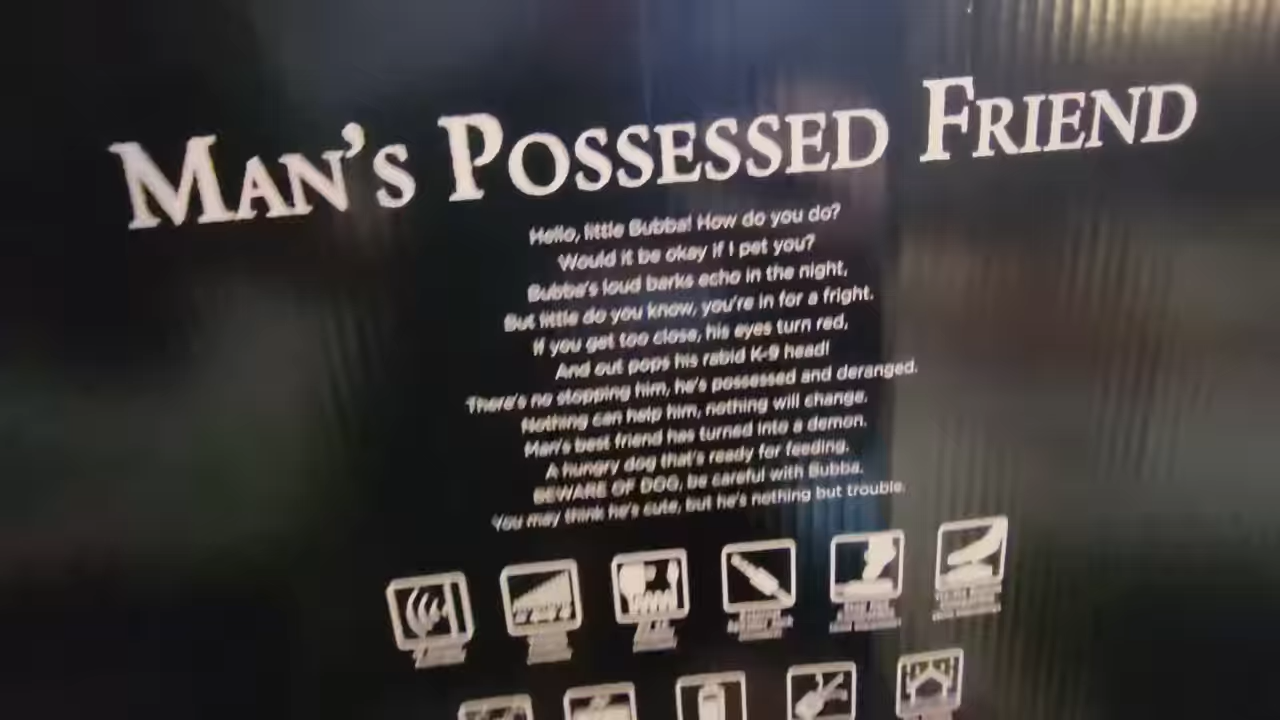 MAN'S POSSESSED FRIEND
Hello, little Bubba! How do you do?
Would it be okay if I pet you?
Bubba's loud barks echo in the night,
But little do you know, you're in for a fright.
If you get too close, his eyes turn red,
And out pops his rabid K-9 head!
There's no stopping him, he's possessed and deranged.
Nothing can help him, nothing will change.
Man's best friend has turned into a demon.
A hungry dog that's ready for feeding.
BEWARE OF DOG, be careful with Bubba.
You may think he's cute, but he's nothing but trouble.